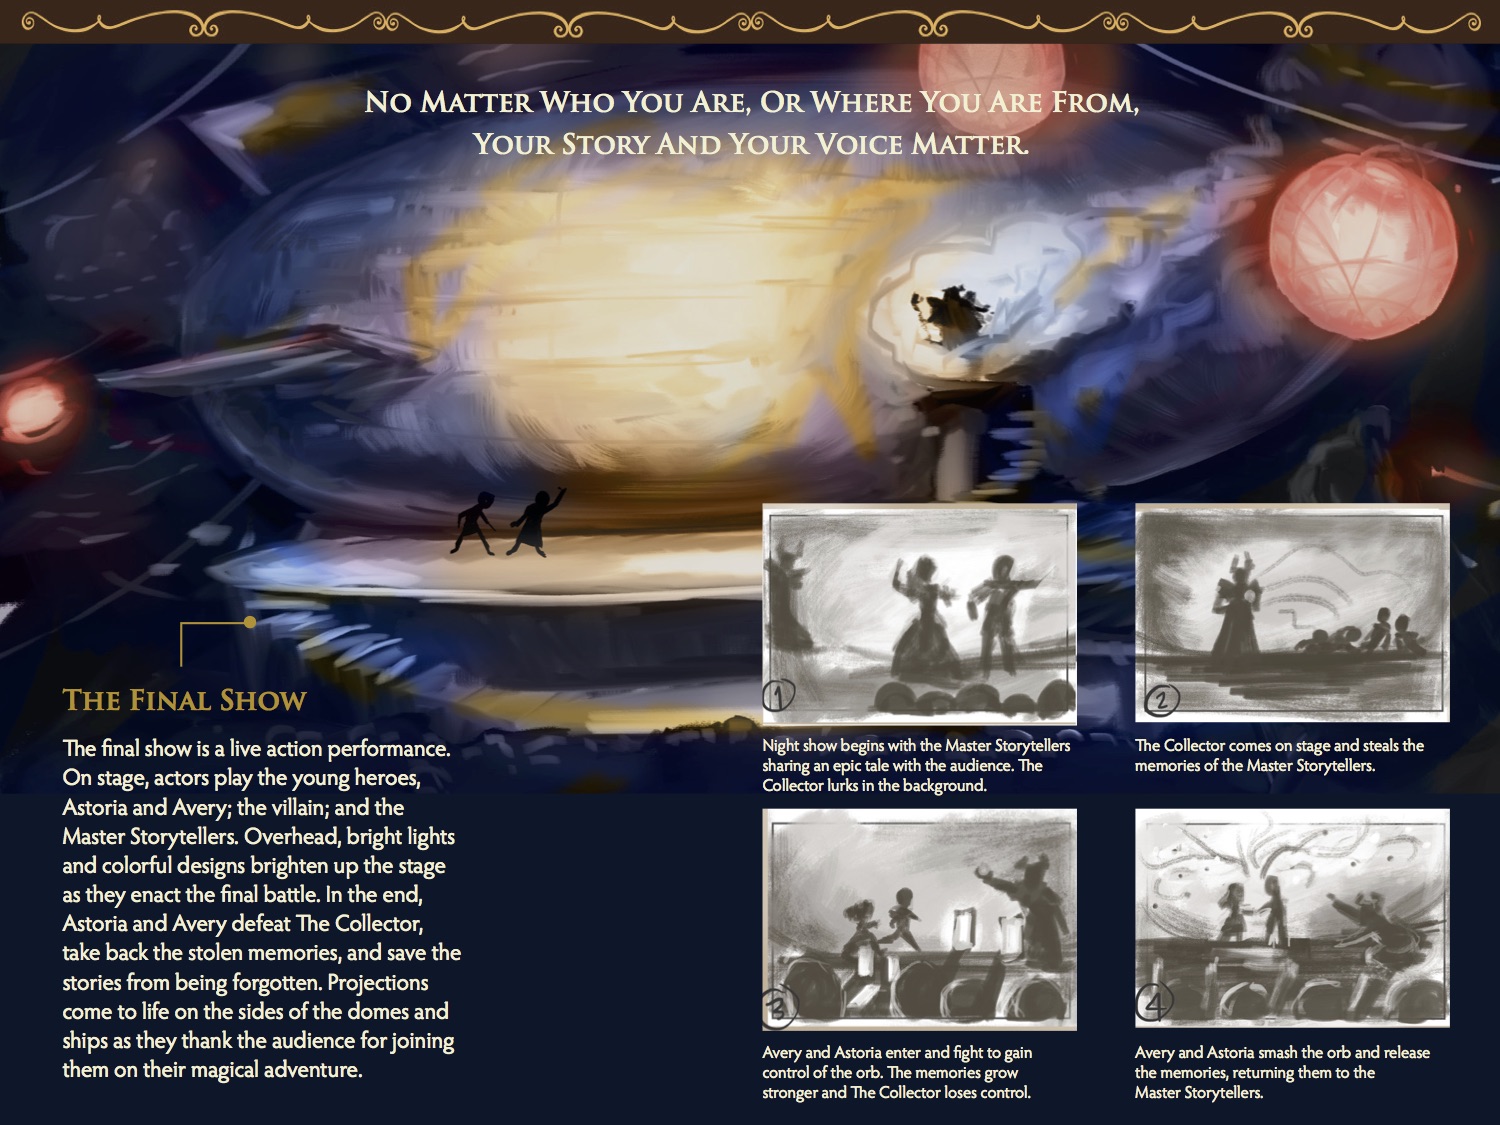 No Matter Who You Are, Or Where You Are From,
Your Story And Your Voice Matter.
The Final Show
The final show is a live action performance.
On stage, actors play the young heroes,
Astoria and Avery; the villain; and the
Master Storytellers. Overhead, bright lights
and colorful designs brighten up the stage
as they enact the final battle. In the end,
Astoria and Avery defeat The Collector,
take back the stolen memories, and save the
stories from being forgotten. Projections
come to life on the sides of the domes and
ships as they thank the audience for joining
them on their magical adventure.
1
Night show begins with the Master Storytellers
sharing an epic tale with the audience. The
Collector lurks in the background.
2
The Collector comes on stage and steals the
memories of the Master Storytellers.
3
Avery and Astoria enter and fight to gain
control of the orb. The memories grow
stronger and The Collector loses control.
4
Avery and Astoria smash the orb and release
the memories, returning them to the
Master Storytellers.